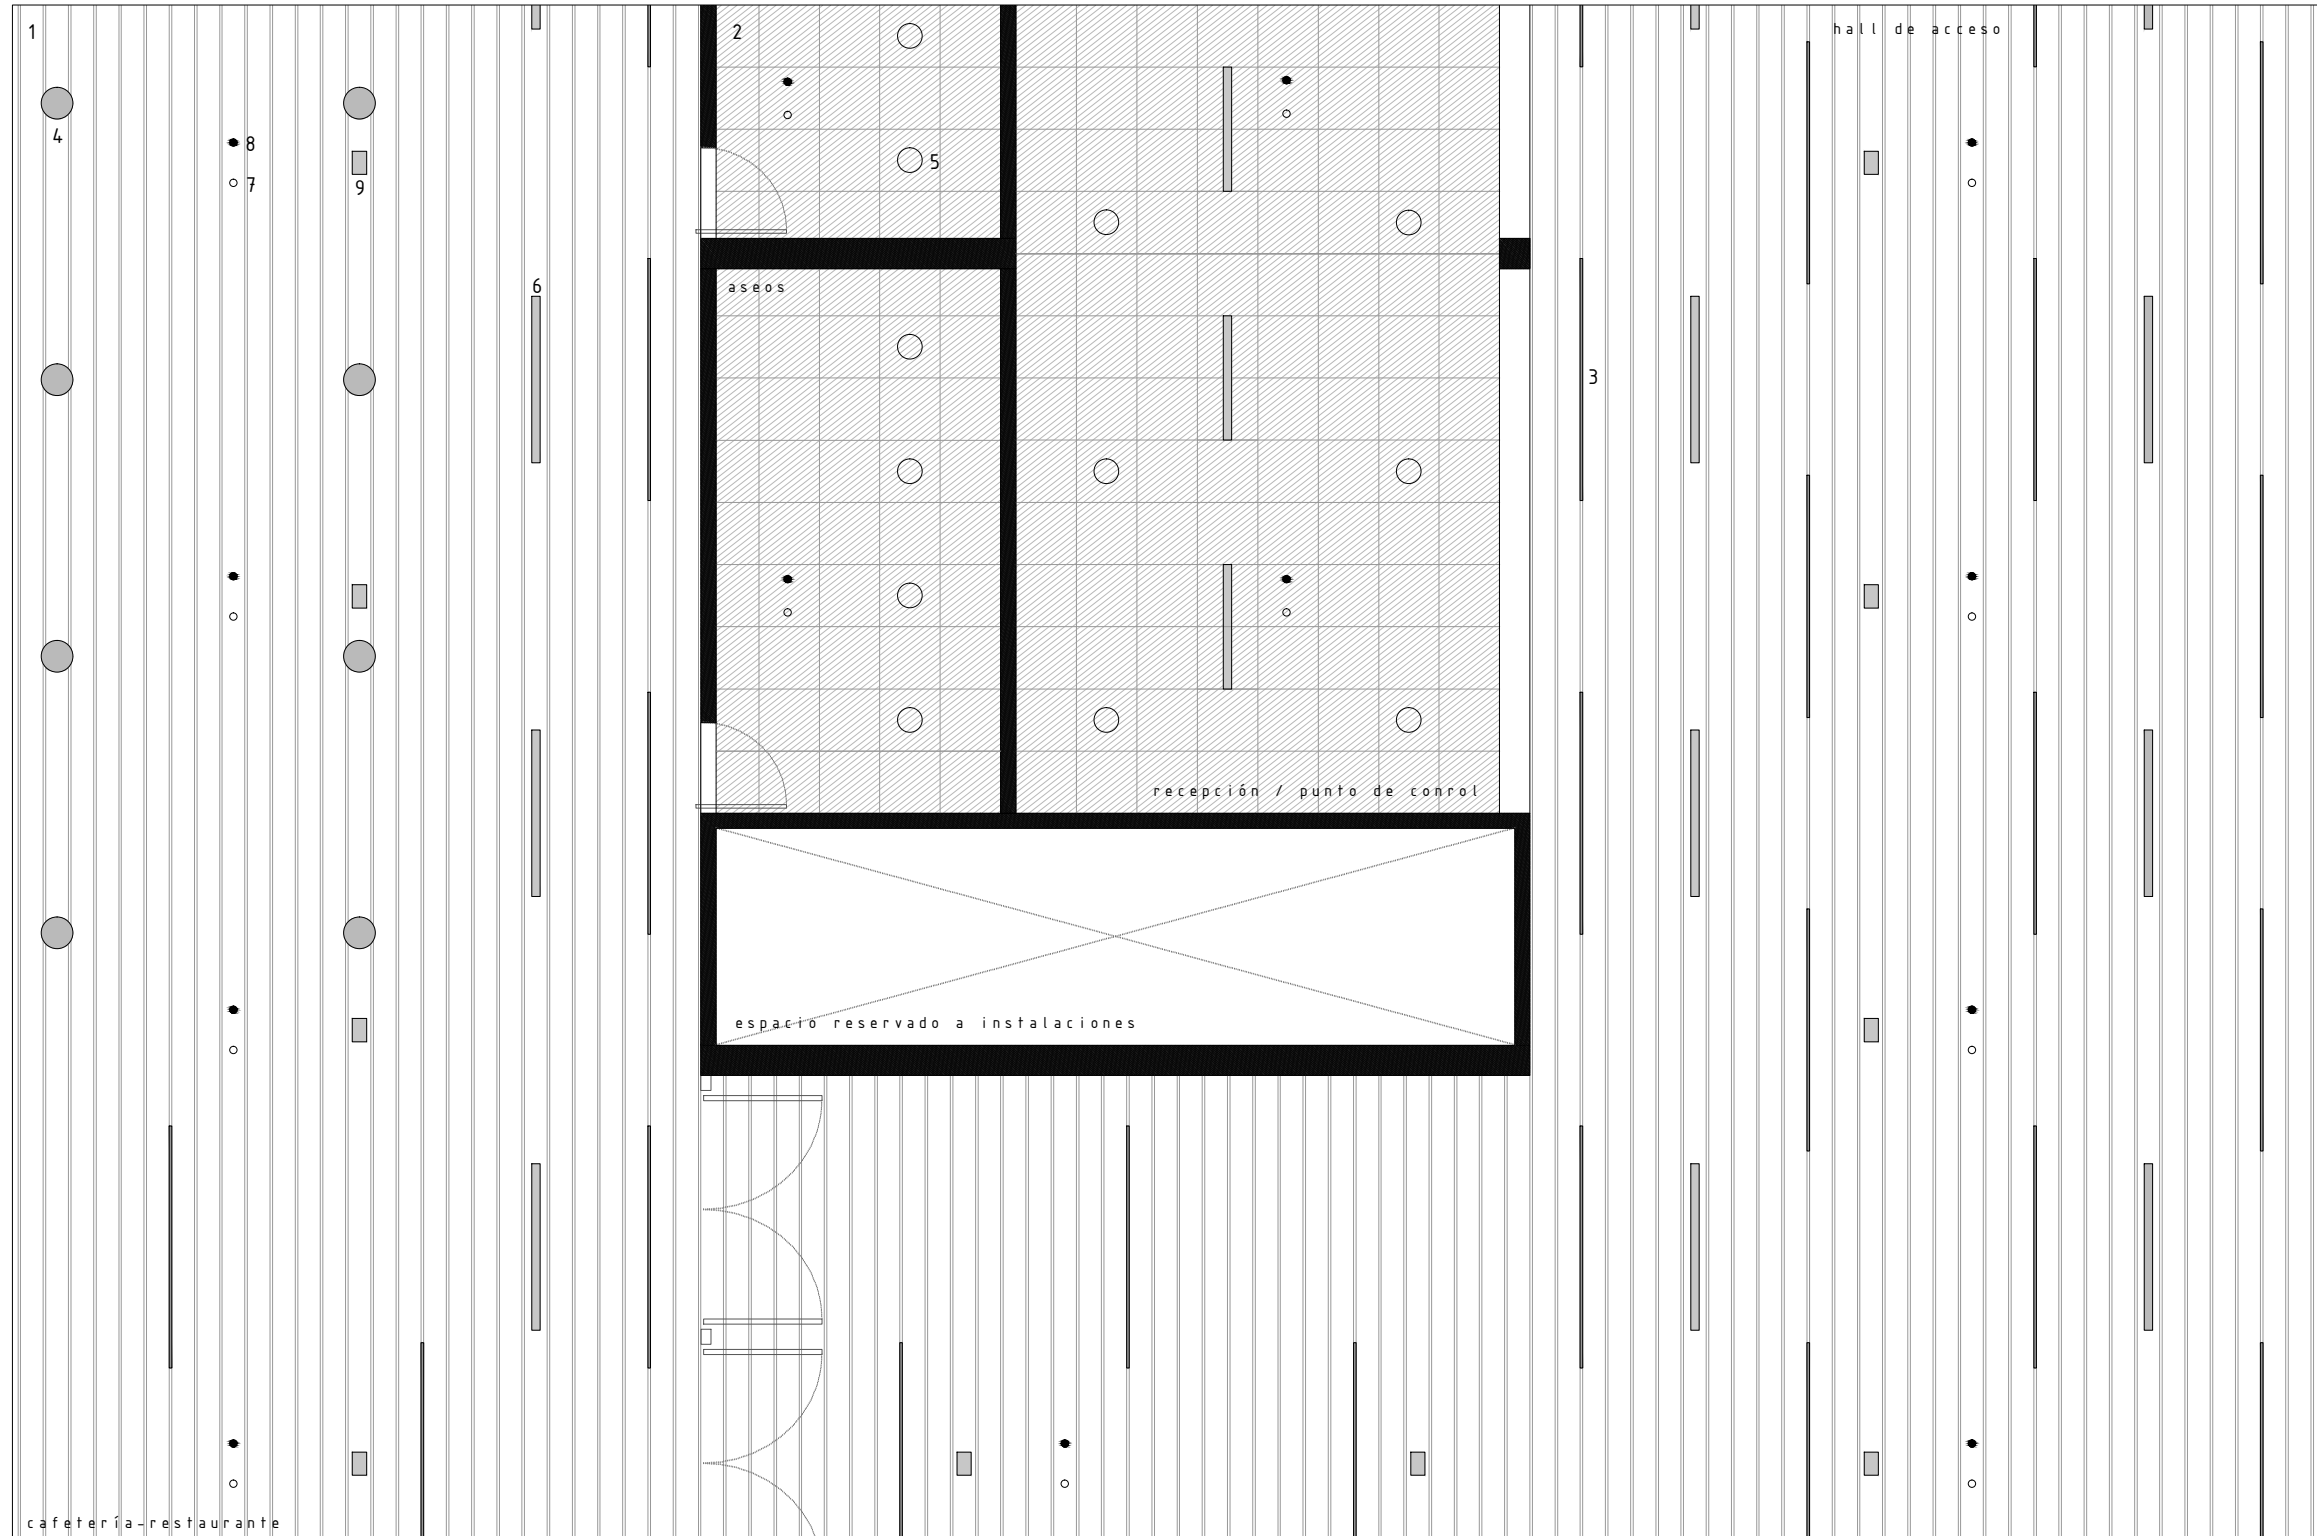 1
2
hall de acceso
4
8
7
9
5
6
aseos
3
recepción / punto de conrol
espacio reservado a instalaciones
cafetería-restaurante